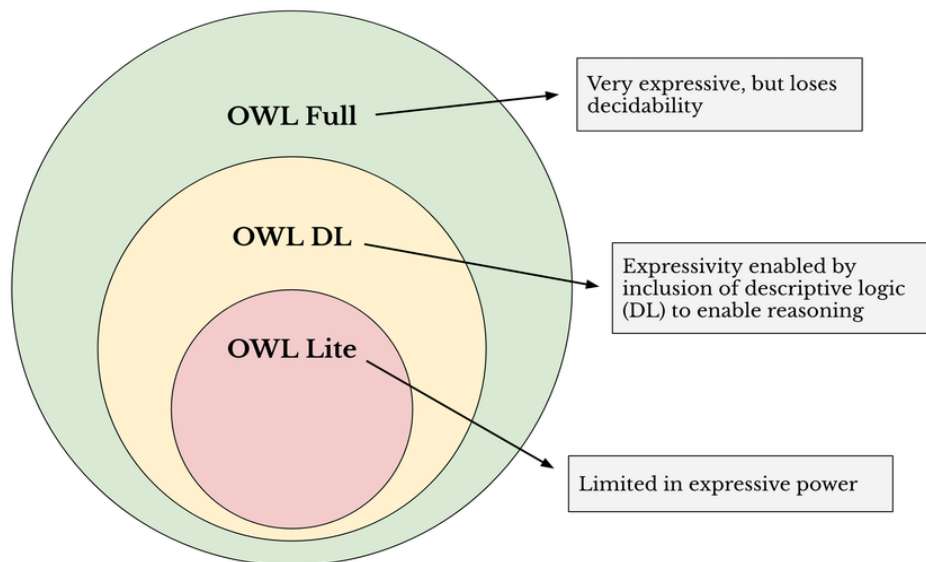 OWL Full
Very expressive, but loses
decidability
OWL DL
Expressivity enabled by
inclusion of descriptive logic
(DL) to enable reasoning
OWL Lite
Limited in expressive power